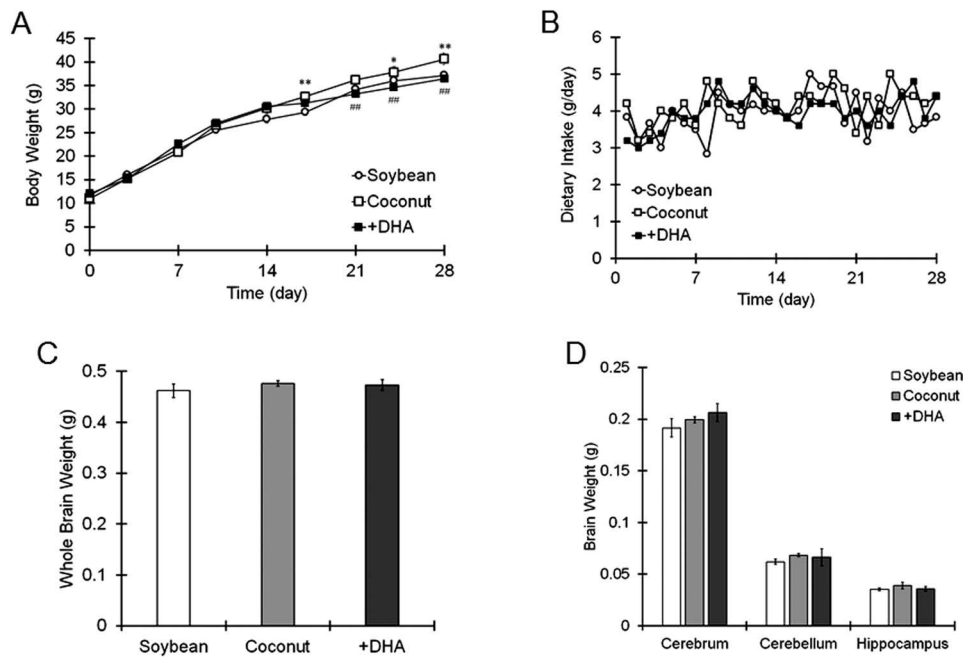 A
45
40
35
30
25
20
15
10
5
0
Body Weight (g)
**
*
**
##
##
##
Soybean
Coconut
+DHA
0 7 14 21 28
Time (day)
B
6
5
4
3
2
1
0
Dietary Intake (g/day)
Soybean
Coconut
+DHA
0 7 14 21 28
Time (day)
C
0.5
0.4
0.3
0.2
0.1
0
Whole Brain Weight (g)
Soybean Coconut +DHA
D
0.25
0.2
0.15
0.1
0.05
0
Brain Weight (g)
Soybean
Coconut
+DHA
Cerebrum Cerebellum Hippocampus